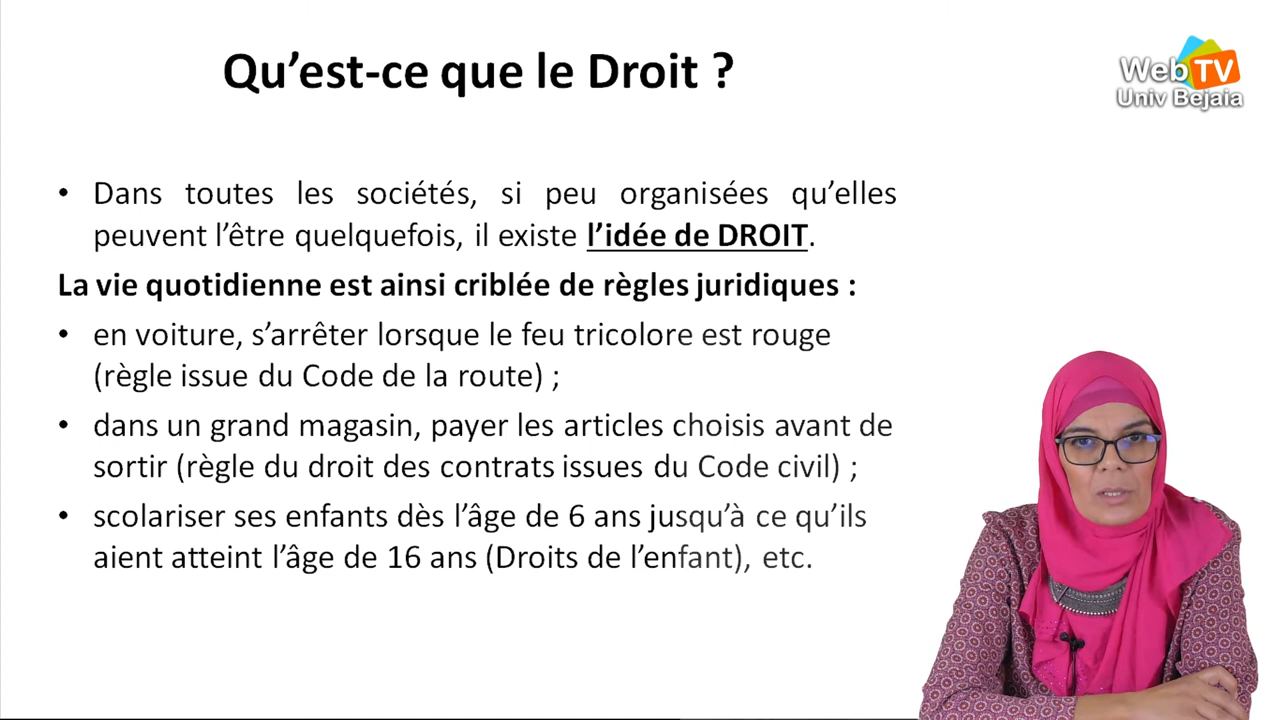 Qu’est-ce que le Droit ?
Web TV
Univ Bejaia
• Dans toutes les sociétés, si peu organisées qu’elles
peuvent l’être quelquefois, il existe l’idée de DROIT.
La vie quotidienne est ainsi criblée de règles juridiques :
• en voiture, s’arrêter lorsque le feu tricolore est rouge
(règle issue du Code de la route) ;
• dans un grand magasin, payer les articles choisis avant de
sortir (règle du droit des contrats issues du Code civil) ;
• scolariser ses enfants dès l’âge de 6 ans jusqu’à ce qu’ils
aient atteint l’âge de 16 ans (Droits de l’enfant), etc.